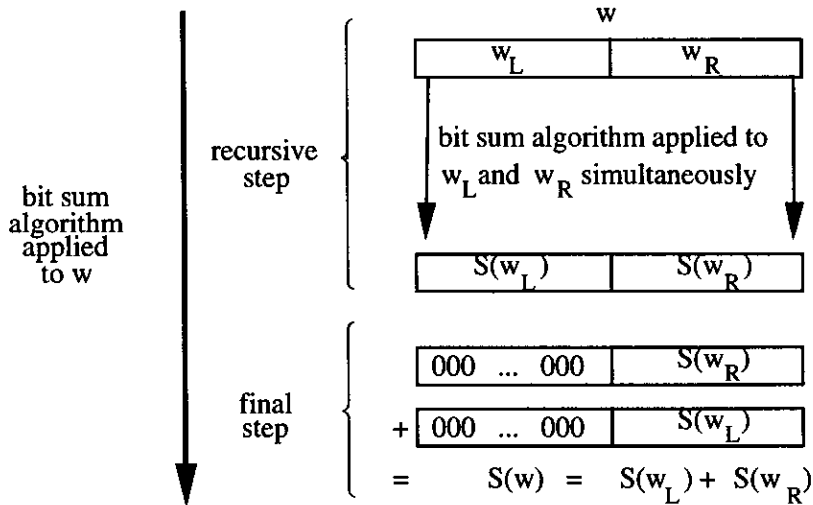 w
w_L w_R
recursive
step
bit sum algorithm applied to
w_L and w_R simultaneously
bit sum
algorithm
applied
to w
S(w_L) S(w_R)
000 ... 000 S(w_R)
final
step
+ 000 ... 000 S(w_L)
= S(w) = S(w_L) + S(w_R)